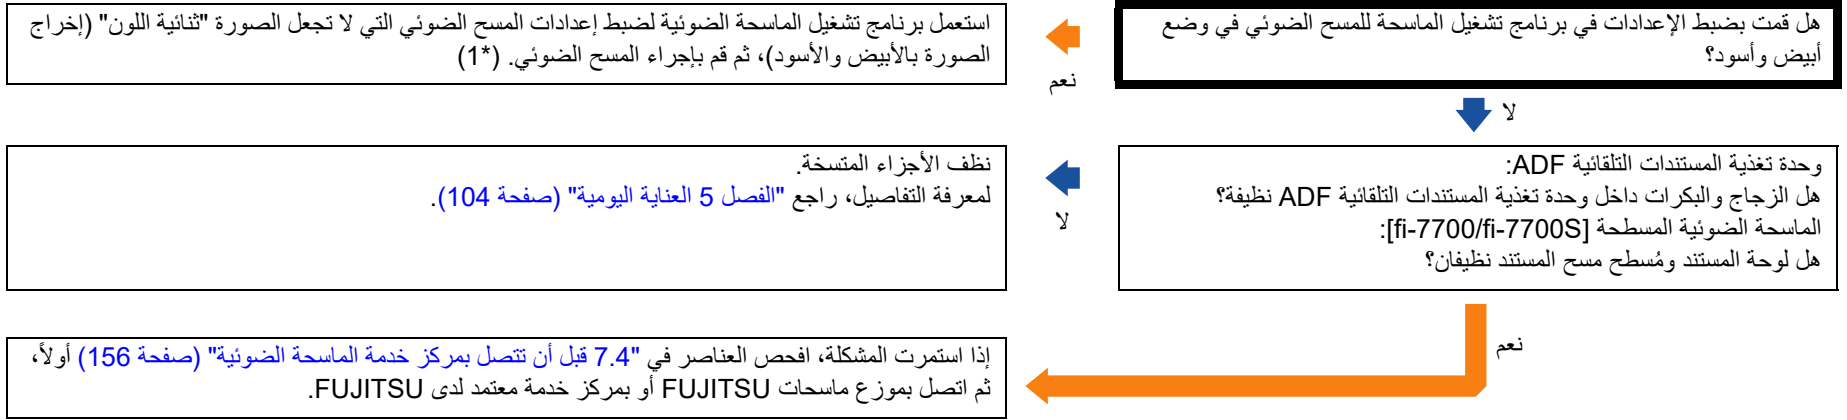 هل قمت بضبط الإعدادات في برنامج تشغيل الماسحة للمسح الضوئي في وضع
أبيض وأسود؟
نعم
استعمل برنامج تشغيل الماسحة الضوئية لضبط إعدادات المسح الضوئي التي لا تجعل الصورة "ثنائية اللون" (إخراج
الصورة بالأبيض والأسود)، ثم قم بإجراء المسح الضوئي. (*1)
لا
وحدة تغذية المستندات التلقائية ADF:
هل الزجاج والبكرات داخل وحدة تغذية المستندات التلقائية ADF نظيفة؟
الماسحة الضوئية المسطحة [fi-7700/fi-7700S]:
هل لوحة المستند ومُسطح مسح المستند نظيفان؟
لا
نظف الأجزاء المتسخة.
لمعرفة التفاصيل، راجع "الفصل 5 العناية اليومية" (صفحة 104).
نعم
إذا استمرت المشكلة، افحص العناصر في "7.4 قبل أن تتصل بمركز خدمة الماسحة الضوئية" (صفحة 156) أولاً،
ثم اتصل بموزع ماسحات FUJITSU أو بمركز خدمة معتمد لدى FUJITSU.